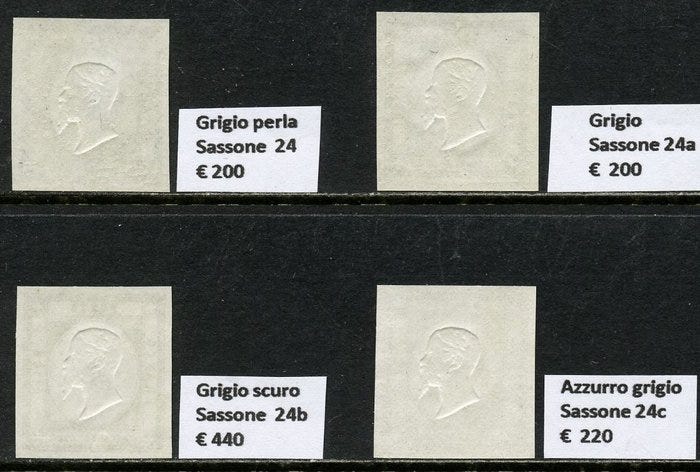 Grigio perla
Sassone 24
€ 200
Grigio
Sassone 24a
€ 200
Grigio scuro
Sassone 24b
€ 440
Azzurro grigio
Sassone 24c
€ 220